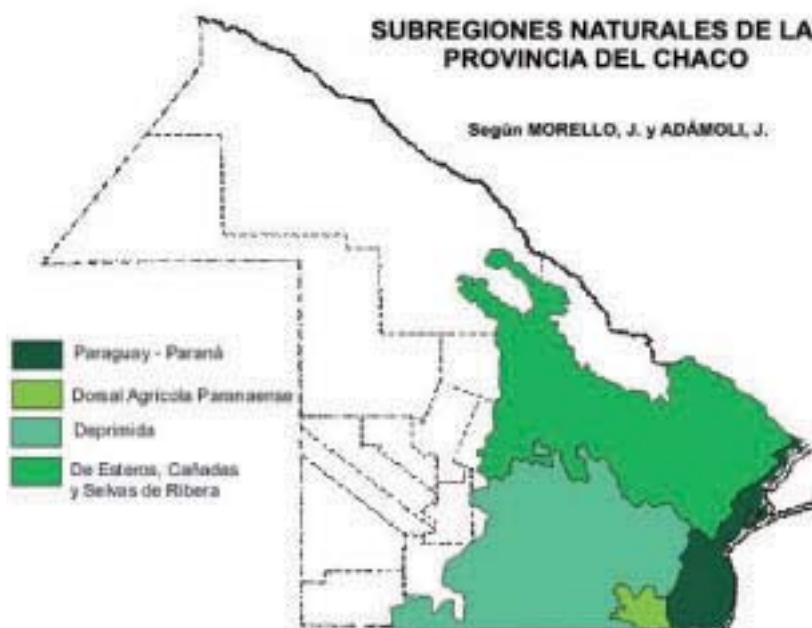 SUBREGIONES NATURALES DE LA
PROVINCIA DEL CHACO
Según MORELLO, J. y ADÁMOLI, J.
Paraguay - Paraná
Dorsal Agrícola Paranaense
Deprimida
De Esteros, Cañadas
y Selvas de Ribera